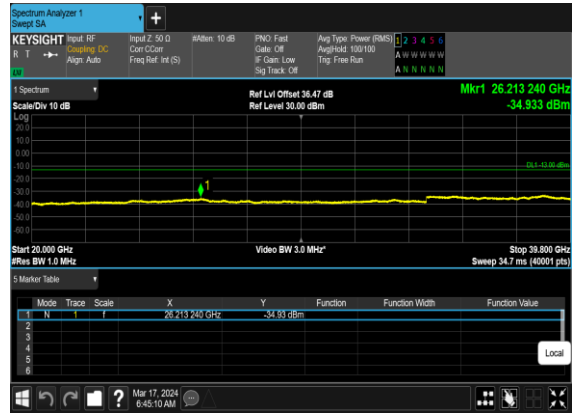 Spectrum Analyzer 1
Swept SA
KEYSIGHT
R T
LW
Input: RF
Coupling: DC
Align: Auto
Input Z: 50 Ω
Corr CCorr
Freq Ref: Int (S)
#Atten: 10 dB
PNO: Fast
Gate: Off
IF Gain: Low
Sig Track: Off
Avg Type: Power (RMS)
Avg|Hold: 100/100
Trig: Free Run
1 2 3 4 5 6
A W W W W W
A N N N N N
1 Spectrum
Scale/Div 10 dB
Ref Lvl Offset 36.47 dB
Ref Level 30.00 dBm
Mkr1 26.213 240 GHz
-34.933 dBm
Log
20.0
10.0
0.00
-10.0
DL1 -13.00 dBm
-20.0
-30.0
1
-40.0
-50.0
-60.0
Start 20.000 GHz
Video BW 3.0 MHz*
Stop 39.800 GHz
#Res BW 1.0 MHz
Sweep 34.7 ms (40001 pts)
5 Marker Table
Mode Trace Scale X Y Function Function Width Function Value
1 N 1 f 26.213 240 GHz -34.93 dBm
2
3
4
5
6
Local
Mar 17, 2024
6:45:10 AM